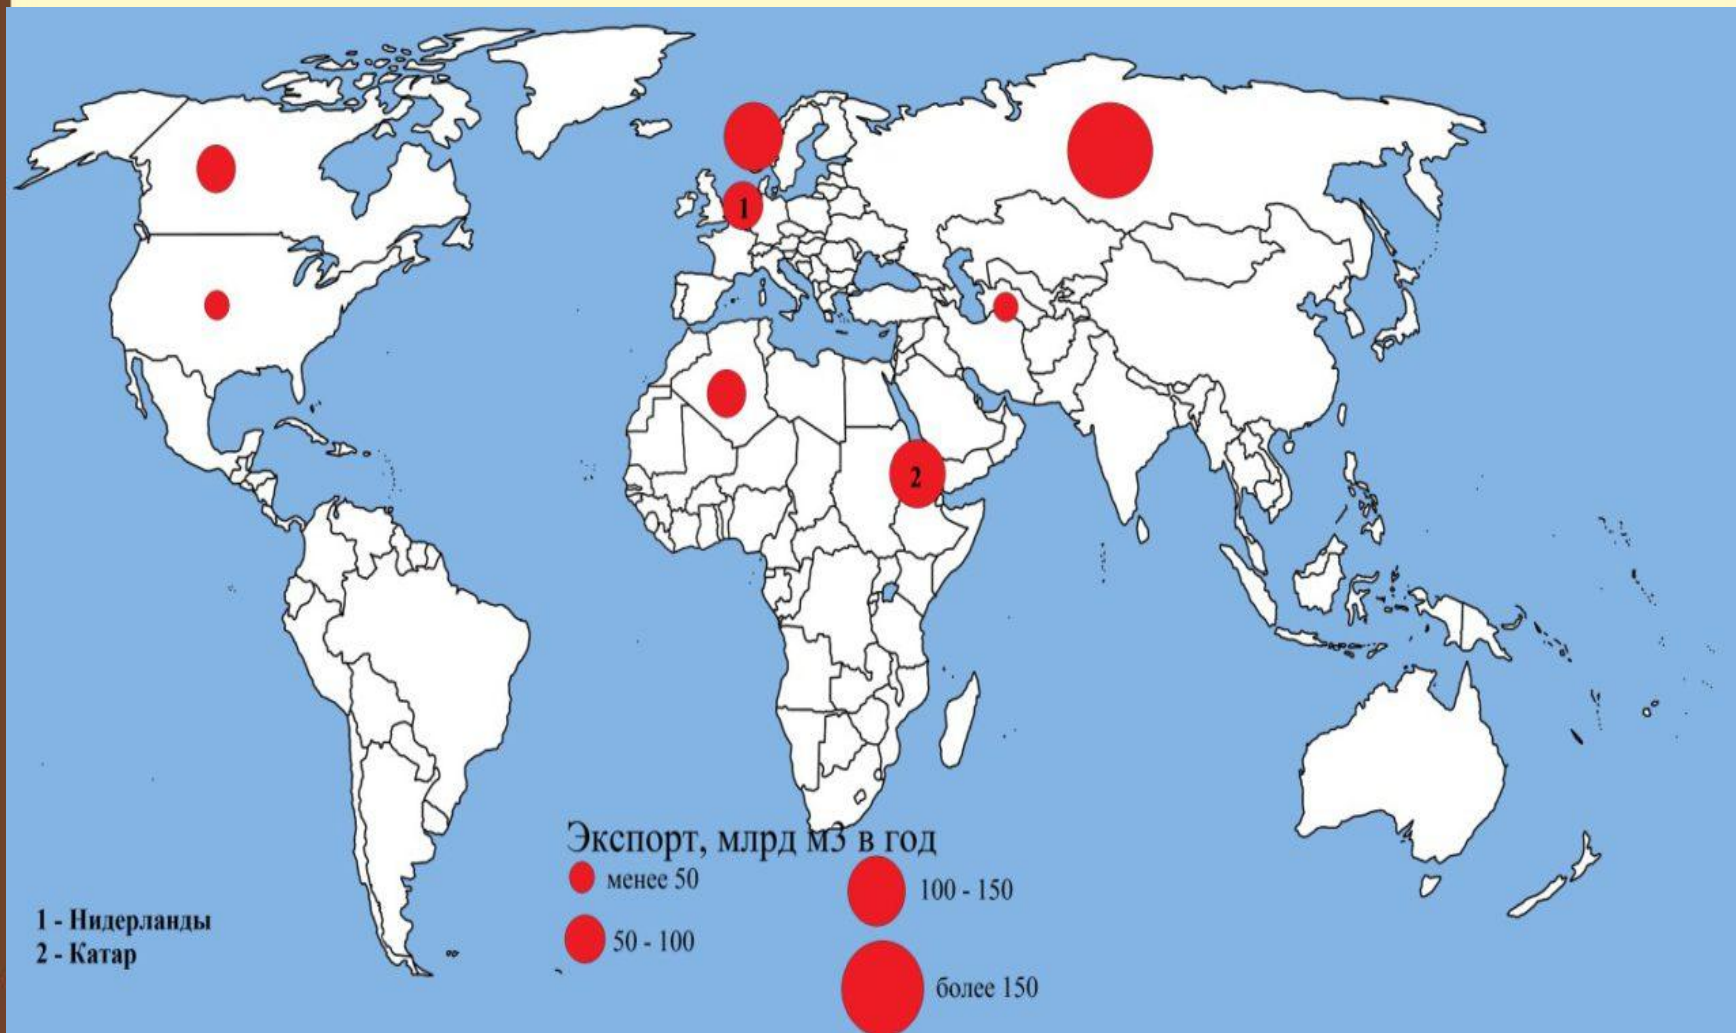 1
2
Экспорт, млрд м3 в год
менее 50
50 - 100
100 - 150
более 150
1 - Нидерланды
2 - Катар